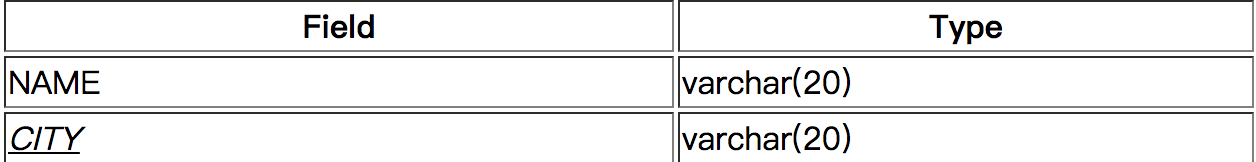 Field Type
NAME varchar(20)
CITY varchar(20)